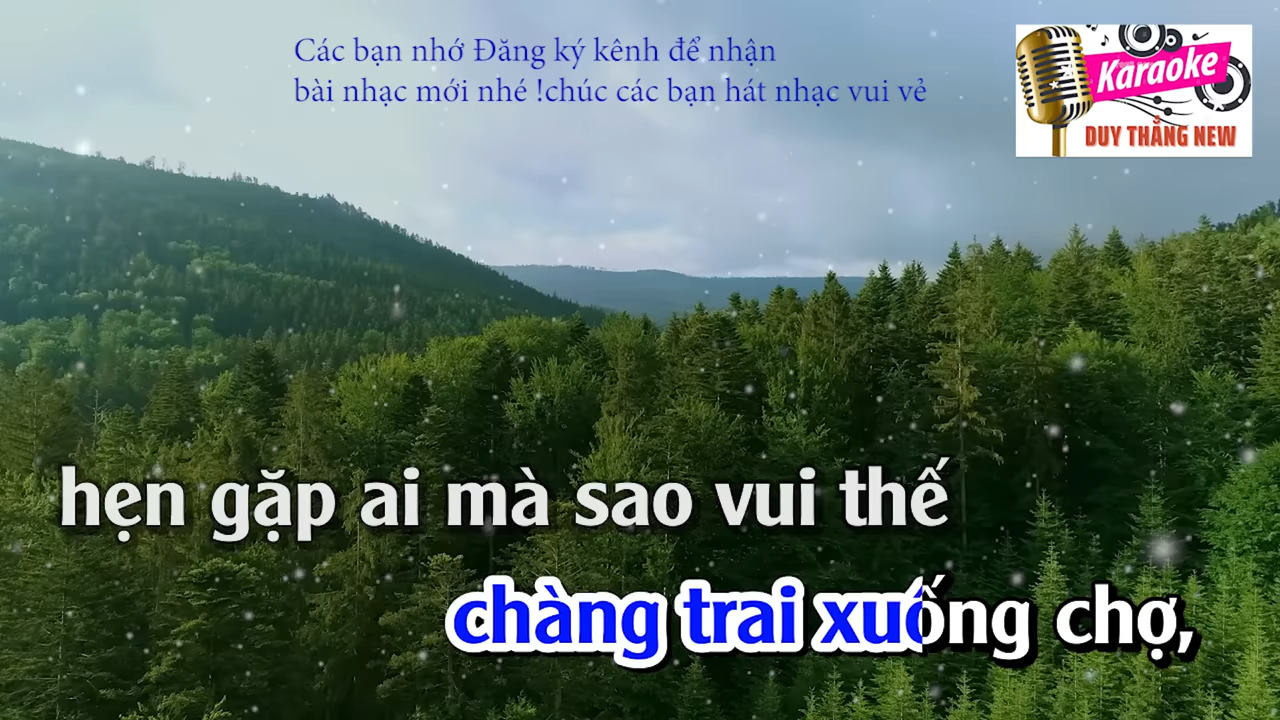 Các bạn nhớ Đăng ký kênh để nhận
bài nhạc mới nhé !chúc các bạn hát nhạc vui vẻ
Karaoke
DUY THẮNG NEW
hẹn gặp ai mà sao vui thế
chàng trai xuống chợ,